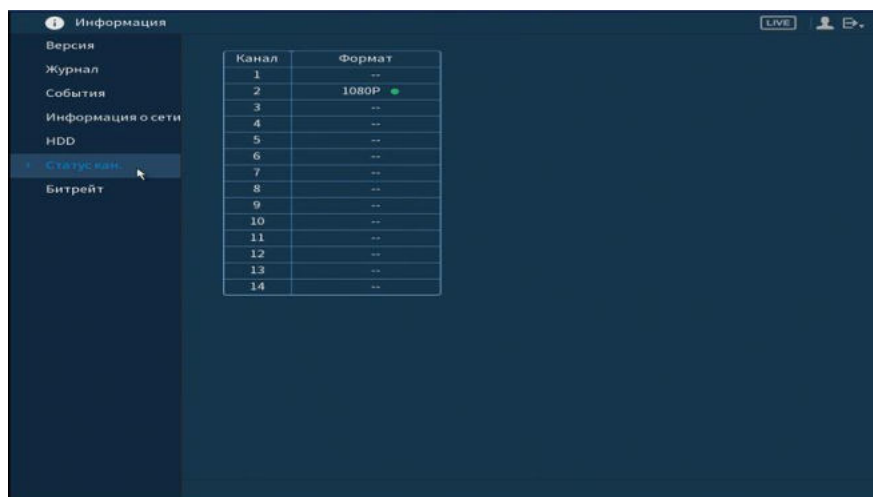 Информация
LIVE
Версия
Журнал
События
Информация о сети
HDD
Статус кан.
Битрейт
Канал Формат
1 --
2 1080P
3 --
4 --
5 --
6 --
7 --
8 --
9 --
10 --
11 --
12 --
13 --
14 --